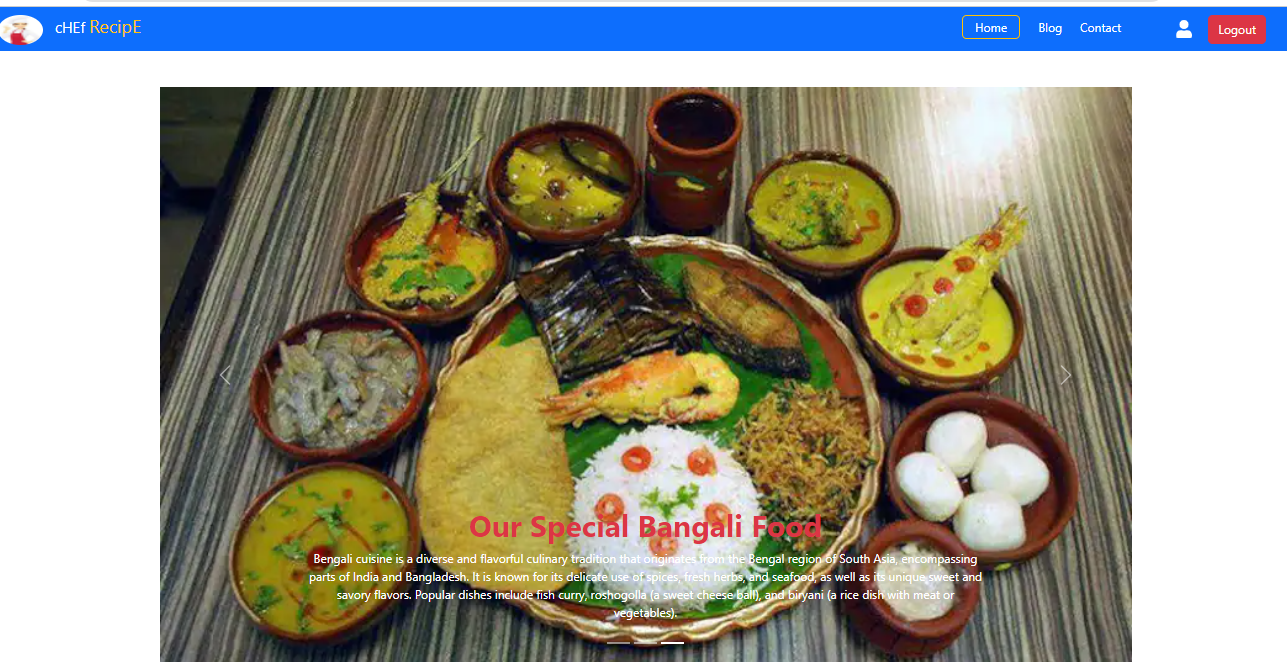 cHEf RecipE
Home Blog Contact Logout
Our Special Bangali Food
Bengali cuisine is a diverse and flavorful culinary tradition that originates from the Bengal region of South Asia, encompassing
parts of India and Bangladesh. It is known for its delicate use of spices, fresh herbs, and seafood, as well as its unique sweet and
savory flavors. Popular dishes include fish curry, roshogolla (a sweet cheese ball), and biryani (a rice dish with meat or
vegetables).